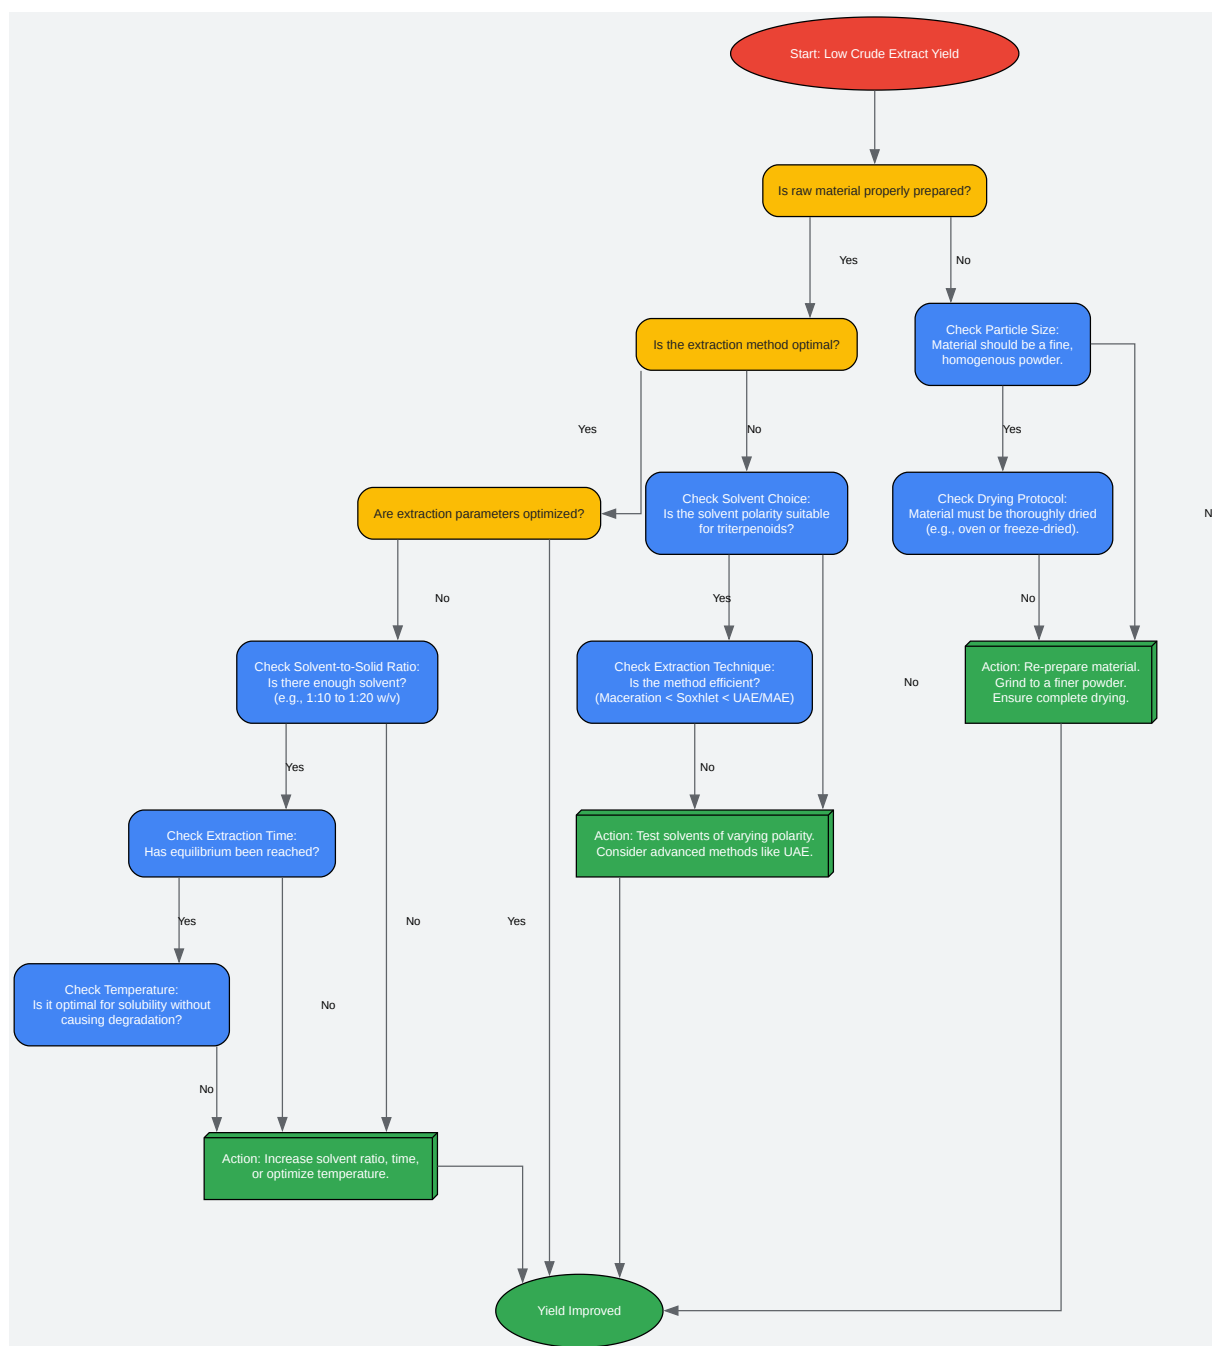 Start: Low Crude Extract Yield
Is raw material properly prepared?
Yes
No
Check Particle Size:
Material should be a fine,
homogenous powder.
Is the extraction method optimal?
Yes
No
Yes
Check Solvent Choice:
Is the solvent polarity suitable
for triterpenoids?
Check Drying Protocol:
Material must be thoroughly dried
(e.g., oven or freeze-dried).
Are extraction parameters optimized?
N
No
Yes
No
Check Solvent-to-Solid Ratio:
Is there enough solvent?
(e.g., 1:10 to 1:20 w/v)
Check Extraction Technique:
Is the method efficient?
(Maceration < Soxhlet < UAE/MAE)
No
Action: Re-prepare material.
Grind to a finer powder.
Ensure complete drying.
Yes
No
Check Extraction Time:
Has equilibrium been reached?
Action: Test solvents of varying polarity.
Consider advanced methods like UAE.
Yes
No
Yes
Check Temperature:
Is it optimal for solubility without
causing degradation?
No
No
Action: Increase solvent ratio, time,
or optimize temperature.
Yield Improved